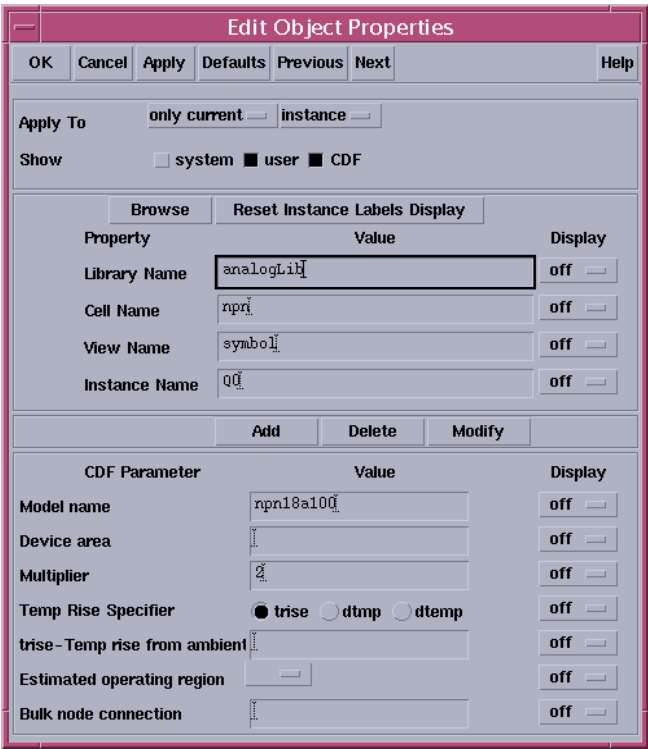 Edit Object Properties
OK Cancel Apply Defaults Previous Next Help
Apply To only current instance
Show system user CDF
Browse Reset Instance Labels Display
Property Value Display
Library Name analogLib off
Cell Name npn off
View Name symbol off
Instance Name Q0 off
Add Delete Modify
CDF Parameter Value Display
Model name npn18a100 off
Device area off
Multiplier 2 off
Temp Rise Specifier trise dtmp dtemp off
trise-Temp rise from ambient off
Estimated operating region off
Bulk node connection off